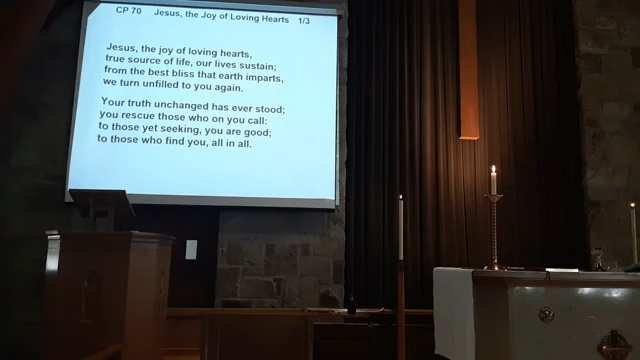 CP 70 Jesus, the Joy of Loving Hearts 1/3
Jesus, the joy of loving hearts,
true source of life, our lives sustain;
from the best bliss that earth imparts,
we turn unfilled to you again.
Your truth unchanged has ever stood;
you rescue those who on you call:
to those yet seeking, you are good;
to those who find you, all in all.